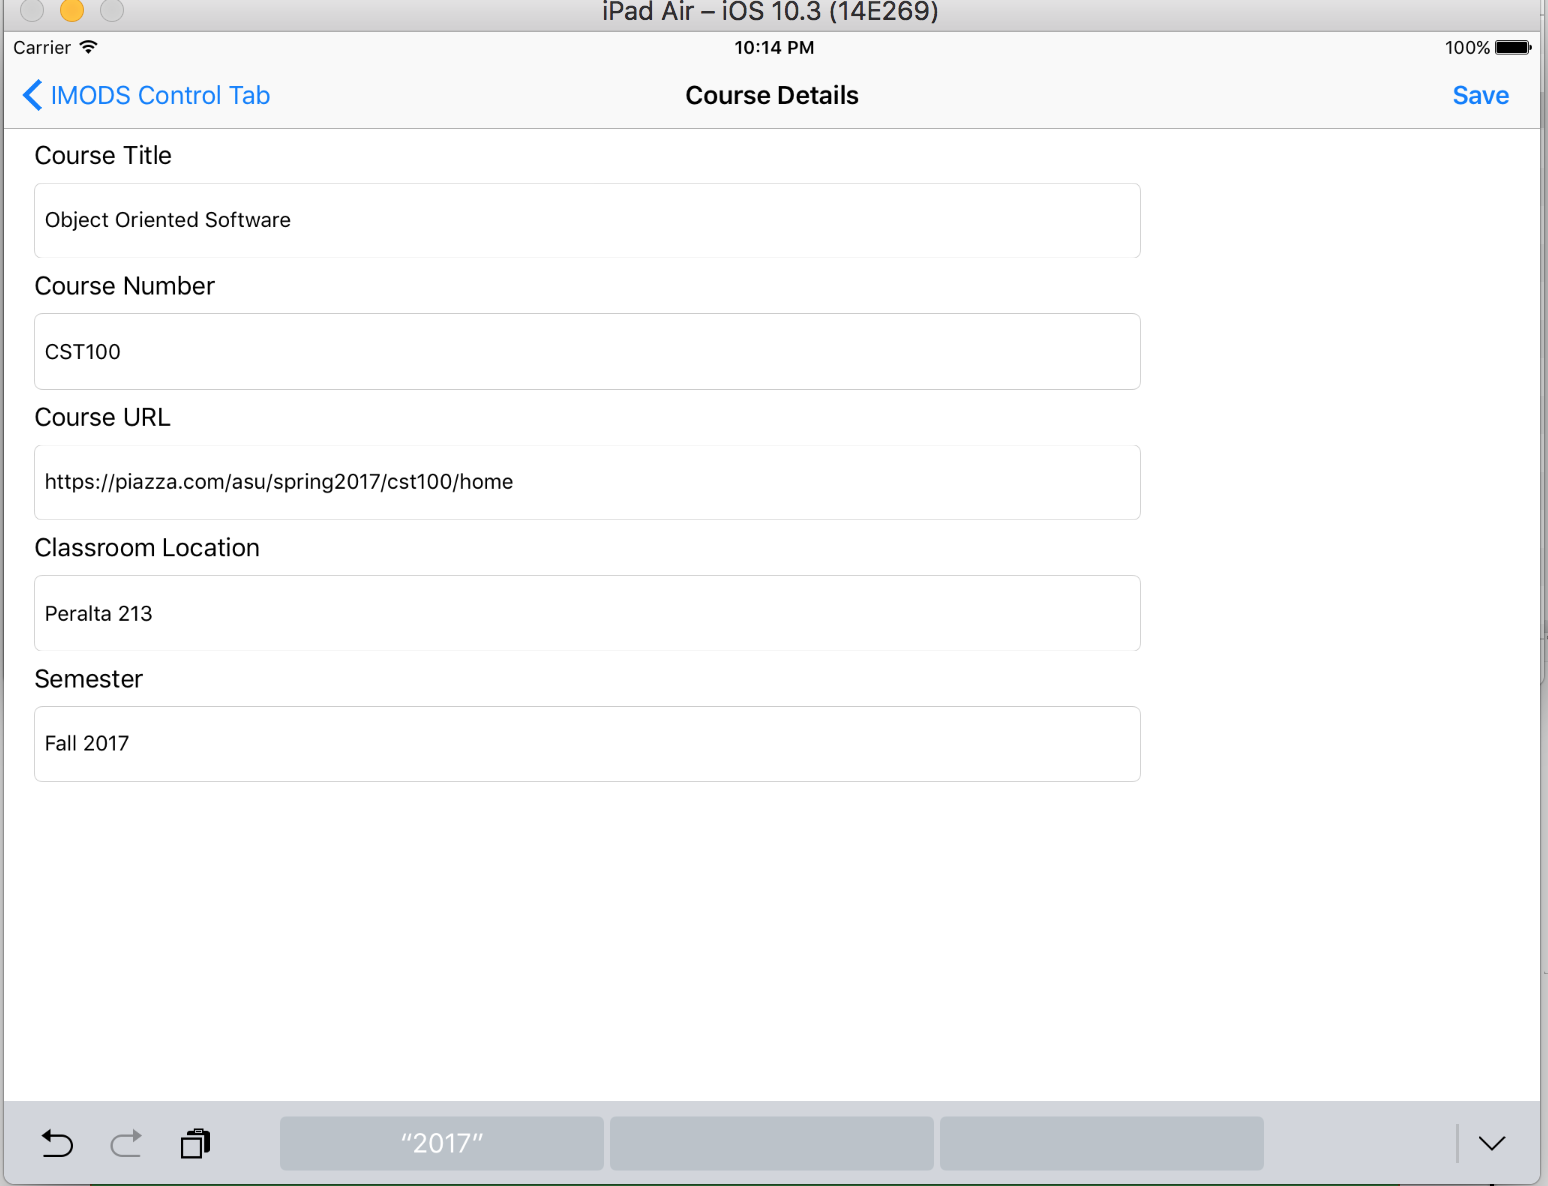 iPad Air – iOS 10.3 (14E269)
Carrier 10:14 PM 100%
IMODS Control Tab Course Details Save
Course Title
Object Oriented Software
Course Number
CST100
Course URL
https://piazza.com/asu/spring2017/cst100/home
Classroom Location
Peralta 213
Semester
Fall 2017
“2017”